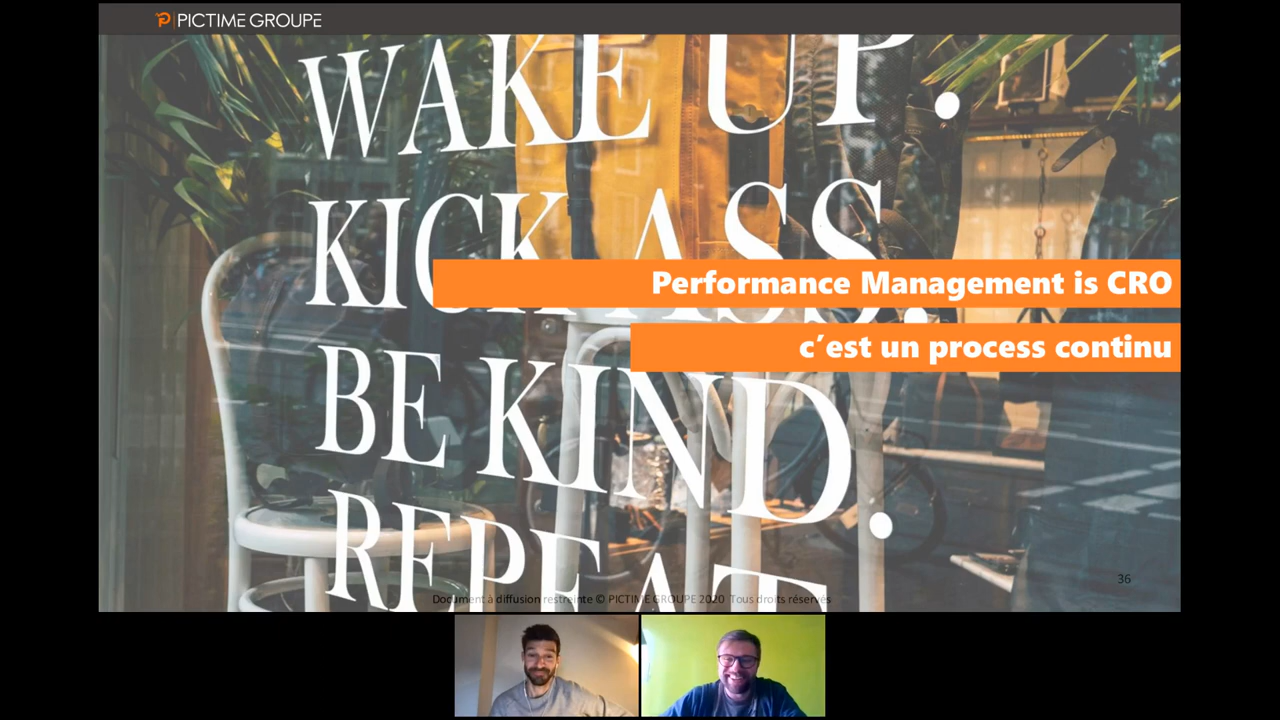 PICTIME GROUPE
WAKE UP.
KICK ASS.
Performance Management is CRO
c’est un process continu
BE KIND.
REPEAT
36
Document à diffusion restreinte © PICTIME GROUPE 2020 Tous droits réservés